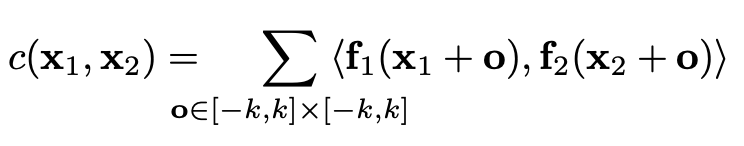 c(𝐱₁, 𝐱₂) = ∑ ⟨𝐟₁(𝐱₁ + 𝐨), 𝐟₂(𝐱₂ + 𝐨)⟩
𝐨∈[−k,k]×[−k,k]